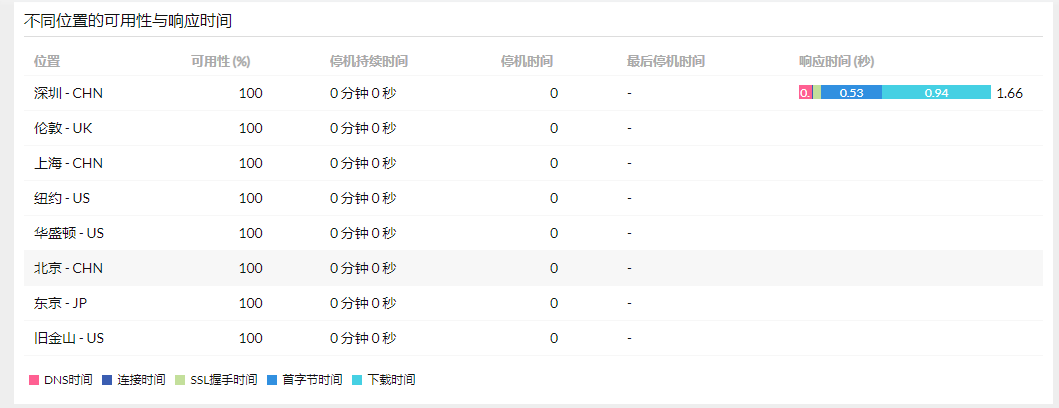 不同位置的可用性与响应时间
位置 可用性 (%) 停机持续时间 停机时间 最后停机时间 响应时间 (秒)
深圳 - CHN 100 0 分钟 0 秒 0 - 0. 0.53 0.94 1.66
伦敦 - UK 100 0 分钟 0 秒 0 -
上海 - CHN 100 0 分钟 0 秒 0 -
纽约 - US 100 0 分钟 0 秒 0 -
华盛顿 - US 100 0 分钟 0 秒 0 -
北京 - CHN 100 0 分钟 0 秒 0 -
东京 - JP 100 0 分钟 0 秒 0 -
旧金山 - US 100 0 分钟 0 秒 0 -
DNS时间 连接时间 SSL握手时间 首字节时间 下载时间